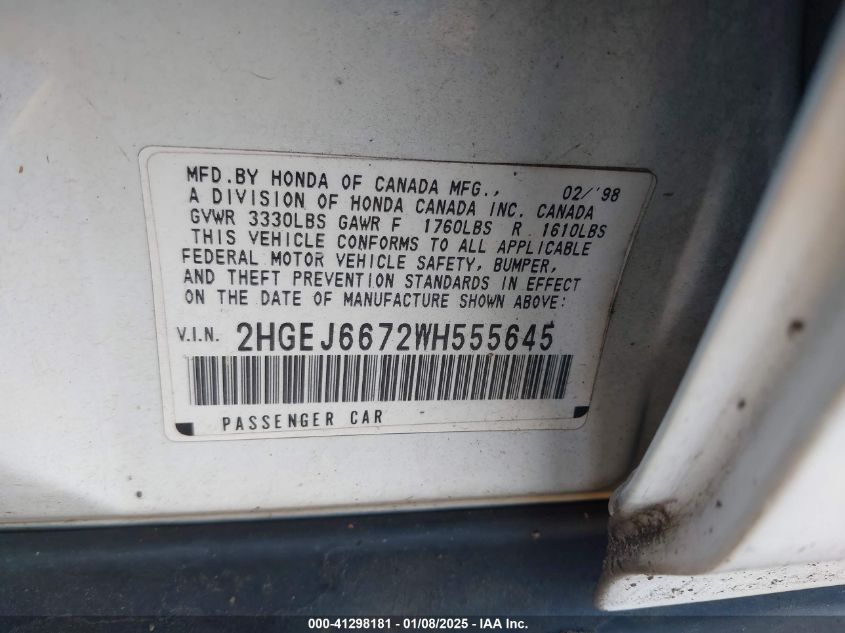 MFD.BY HONDA OF CANADA MFG., 02/'98
A DIVISION OF HONDA CANADA INC. CANADA
GVWR 3330LBS GAWR F 1760LBS R 1610LBS
THIS VEHICLE CONFORMS TO ALL APPLICABLE
FEDERAL MOTOR VEHICLE SAFETY, BUMPER,
AND THEFT PREVENTION STANDARDS IN EFFECT
ON THE DATE OF MANUFACTURE SHOWN ABOVE:
V.I.N. 2HGEJ6672WH555645
PASSENGER CAR
000-41298181 - 01/08/2025 - IAA Inc.